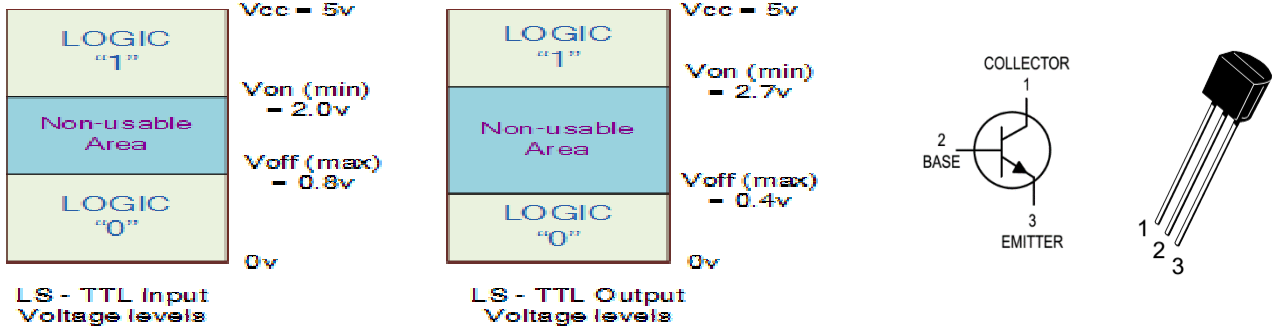 Vcc = 5v
LOGIC
“1”
Von (min)
= 2.0v
Non-usable
Area
Voff (max)
= 0.8v
LOGIC
“0”
0v
LS - TTL Input
Voltage levels
Vcc = 5v
LOGIC
“1”
Von (min)
= 2.7v
Non-usable
Area
Voff (max)
= 0.4v
LOGIC
“0”
0v
LS - TTL Output
Voltage levels
COLLECTOR
1
2
BASE
3
EMITTER
1
2
3